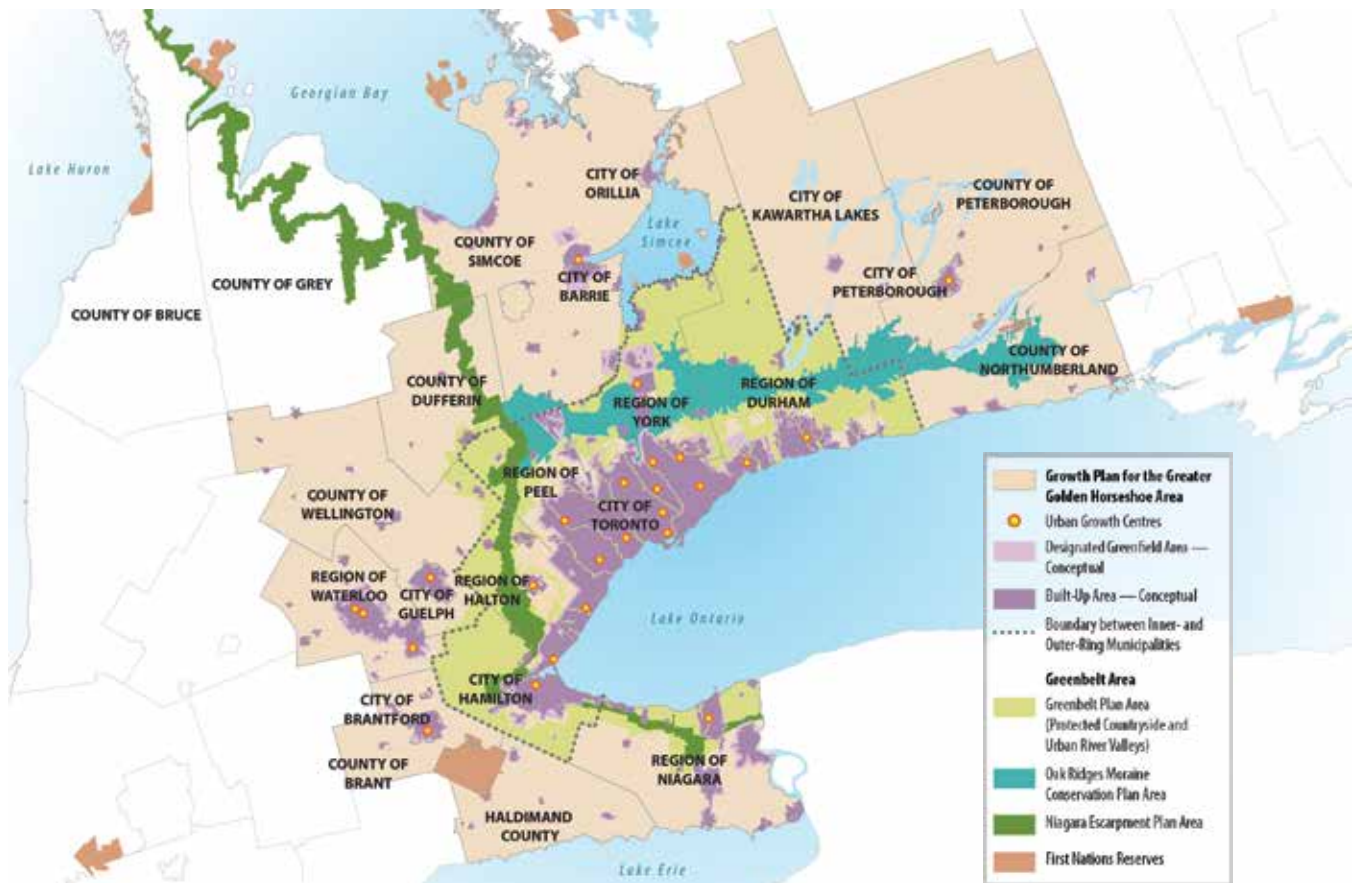 Georgian Bay
Lake Huron
CITY OF
ORILLIA
CITY OF
KAWARTHA LAKES
COUNTY OF
PETERBOROUGH
Lake
Simcoe
COUNTY OF
SIMCOE
CITY OF
BARRIE
CITY OF
PETERBOROUGH
COUNTY OF GREY
COUNTY OF BRUCE
COUNTY OF
NORTHUMBERLAND
COUNTY OF
DUFFERIN
REGION OF
DURHAM
REGION OF
YORK
REGION OF
PEEL
COUNTY OF
WELLINGTON
CITY OF
TORONTO
REGION OF
WATERLOO
CITY OF
GUELPH
REGION OF
HALTON
Lake Ontario
CITY OF
HAMILTON
CITY OF
BRANTFORD
COUNTY OF
BRANT
REGION OF
NIAGARA
HALDIMAND
COUNTY
Lake Erie
Growth Plan for the Greater
Golden Horseshoe Area
Urban Growth Centres
Designated Greenfield Area —
Conceptual
Built-Up Area — Conceptual
Boundary between Inner- and
Outer-Ring Municipalities
Greenbelt Area
Greenbelt Plan Area
(Protected Countryside and
Urban River Valleys)
Oak Ridges Moraine
Conservation Plan Area
Niagara Escarpment Plan Area
First Nations Reserves